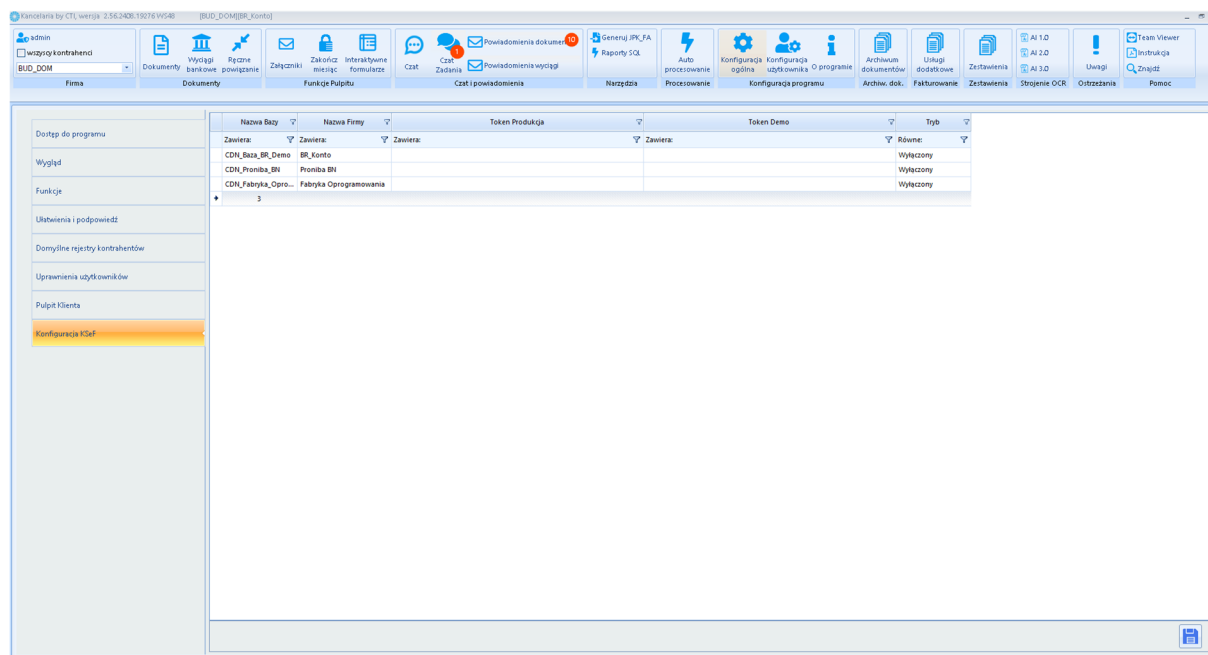 Kancelaria by CTI, wersja 2.56.2408.19276 WS48 [BUD_DOM][BR_Konto]
admin
wszyscy kontrahenci
BUD_DOM
Firma
Dokumenty
Wyciągi bankowe
Ręczne powiązanie
Dokumenty
Załączniki
Zakończ miesiąc
Interaktywne formularze
Funkcje Pulpitu
Czat
1
Czat Zadania
Powiadomienia dokumen
10
Powiadomienia wyciągi
Czat i powiadomienia
Generuj JPK_FA
Raporty SQL
Narzędzia
Auto procesowanie
Procesowanie
Konfiguracja ogólna
Konfiguracja użytkownika
O programie
Konfiguracja programu
Archiwum dokumentów
Archiw. dok.
Usługi dodatkowe
Fakturowanie
Zestawienia
Zestawienia
AI 1.0
AI 2.0
AI 3.0
Strojenie OCR
Uwagi
Ostrzeżania
Team Viewer
Instrukcja
Znajdź
Pomoc
Dostęp do programu
Wygląd
Funkcje
Ułatwienia i podpowiedź
Domyślne rejestry kontrahentów
Uprawnienia użytkowników
Pulpit Klienta
Konfiguracja KSeF
Nazwa Bazy Nazwa Firmy Token Produkcja Token Demo Tryb
Zawiera: Zawiera: Zawiera: Zawiera: Równe:
CDN_Baza_BR_Demo BR_Konto Wyłączony
CDN_Proniba_BN Proniba BN Wyłączony
CDN_Fabryka_Opro... Fabryka Oprogramowania Wyłączony
3